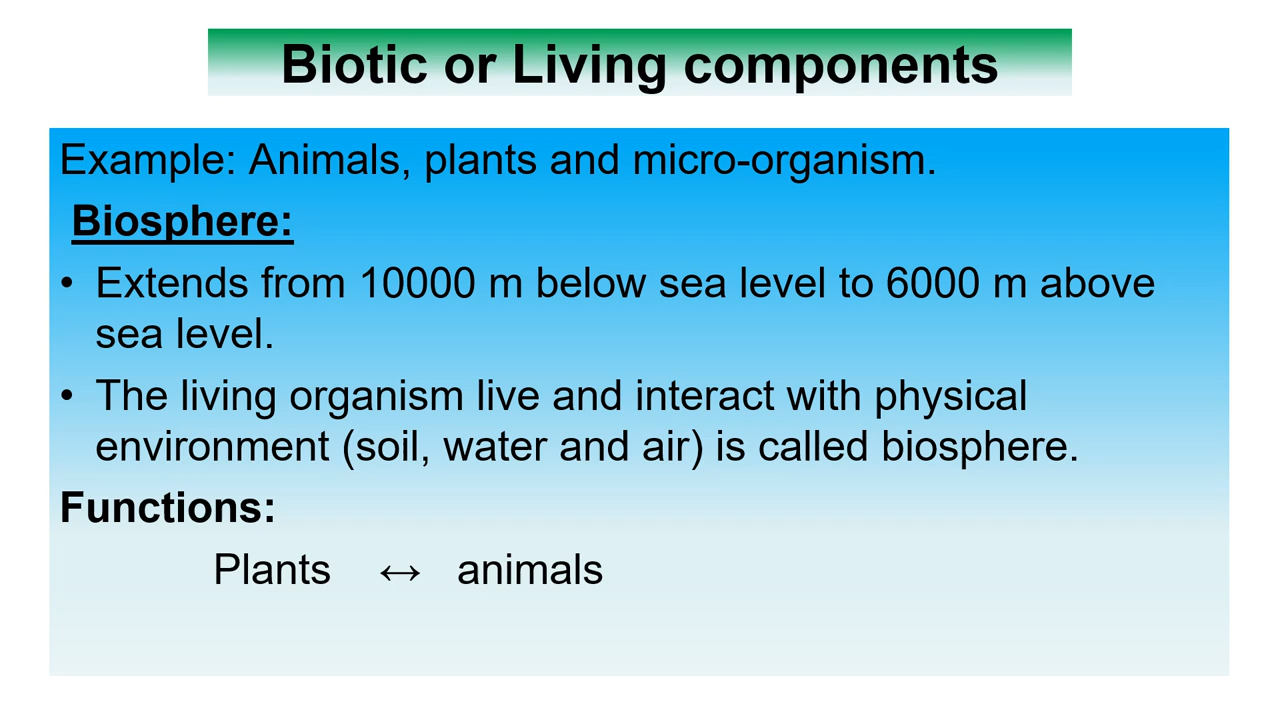 Biotic or Living components
Example: Animals, plants and micro-organism.
Biosphere:
• Extends from 10000 m below sea level to 6000 m above
sea level.
• The living organism live and interact with physical
environment (soil, water and air) is called biosphere.
Functions:
Plants ↔ animals